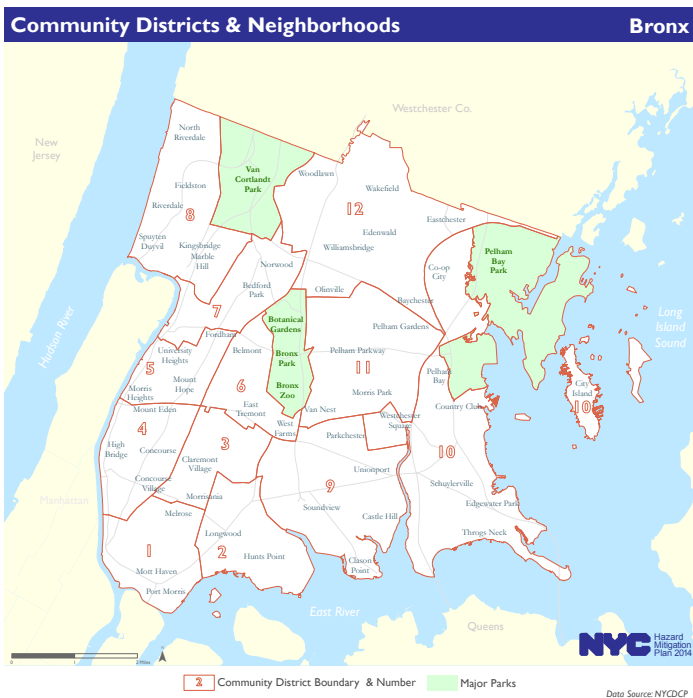 Community Districts & Neighborhoods
Bronx
Westchester Co.
New
Jersey
North
Riverdale
Van
Cortlandt
Park
Woodlawn
Wakefield
Fieldston
Riverdale
8
12
Eastchester
Edenwald
Spuyten
Duyvil
Kingsbridge
Marble
Hill
Williamsbridge
Pelham
Bay
Park
Norwood
Co-op
City
Bedford
Park
Olinville
Baychester
7
Hudson River
Long
Island
Sound
Botanical
Gardens
Pelham Gardens
Fordham
University
Heights
Belmont
Bronx
Park
Pelham Parkway
5
11
Pelham
Bay
Mount
Hope
6
Bronx
Zoo
Morris
Heights
Morris Park
City
Island
10
Mount Eden
East
Tremont
Van Nest
Country Club
Westchester
Square
4
3
West
Farms
Parkchester
High
Bridge
Concourse
10
Claremont
Village
Unionport
Concourse
Village
9
Schuylerville
Manhattan
Morrisania
Melrose
Soundview
Edgewater Park
Castle Hill
Longwood
Throgs Neck
1
2
Hunts Point
Clason
Point
Mott Haven
Port Morris
East River
Queens
NYC
Hazard
Mitigation
Plan 2014
0
1
2 Miles
N
2
Community District Boundary & Number
Major Parks
Data Source: NYCDCP